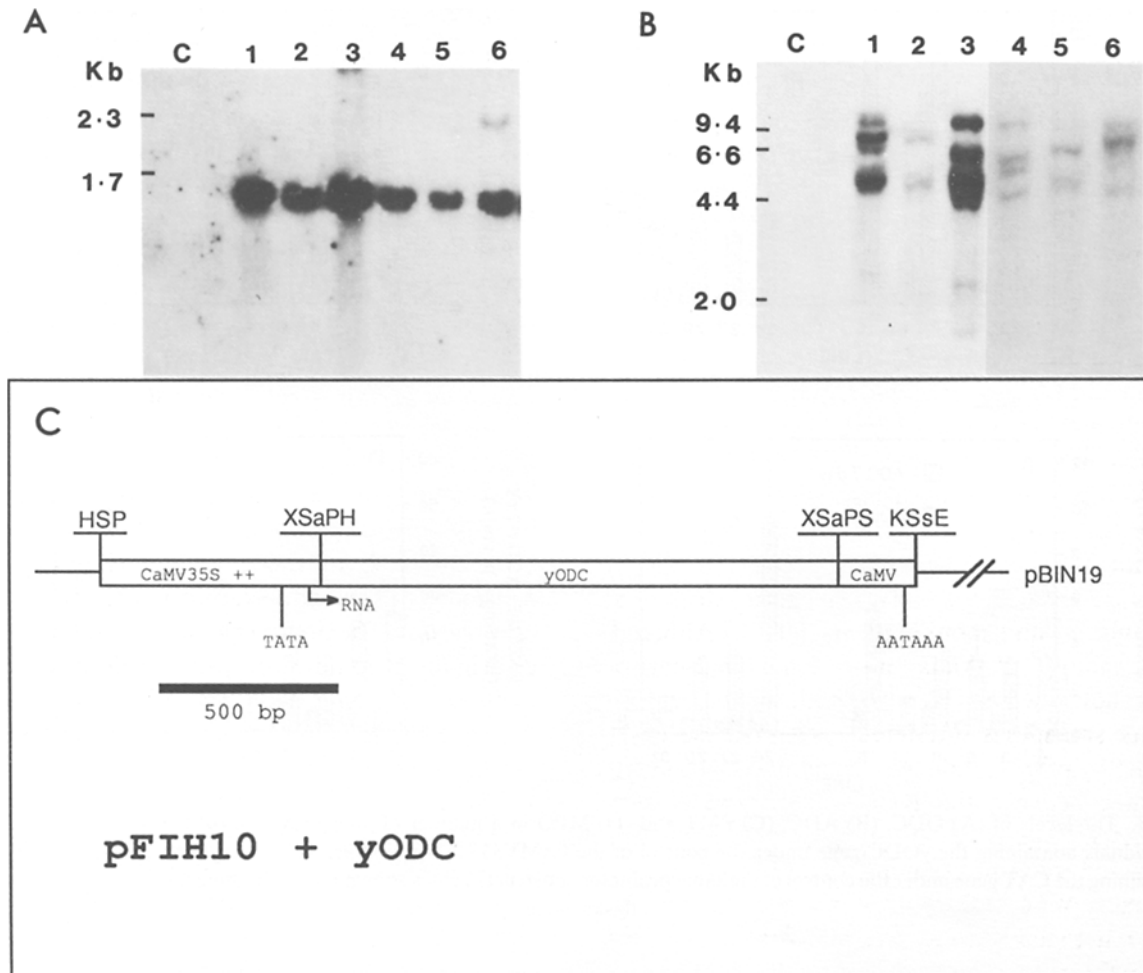 A
C 1 2 3 4 5 6
Kb
2·3
1·7
B
C 1 2 3 4 5 6
Kb
9·4
6·6
4·4
2·0
C
HSP XSaPH XSaPS KSsE
CaMV35S ++ yODC CaMV pBIN19
RNA
TATA AATAAA
500 bp
pFIH10 + yODC